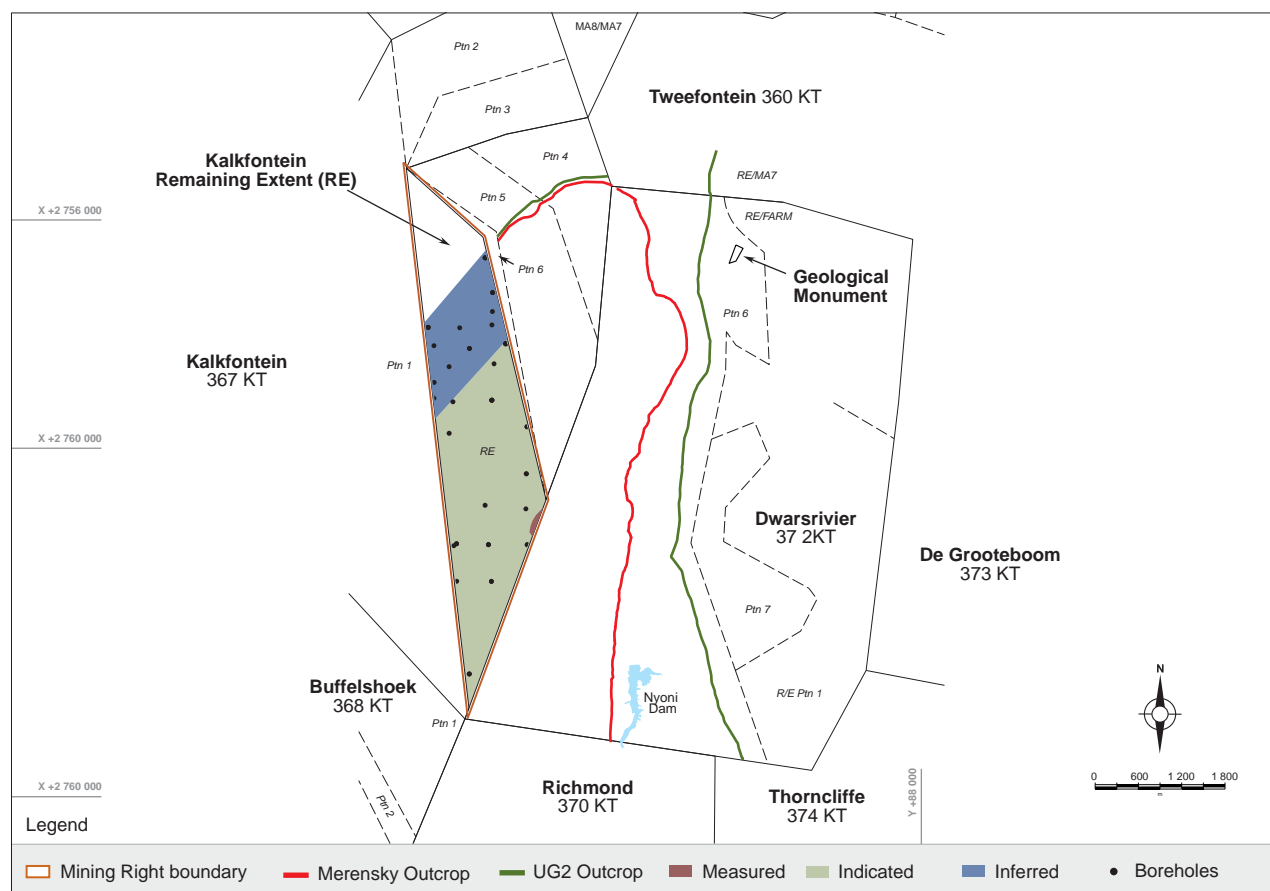 MA8/MA7
Ptn 2
Tweefontein 360 KT
Ptn 3
Kalkfontein
Remaining Extent (RE)
Ptn 4
RE/MA7
Ptn 5
X +2 756 000
RE/FARM
Ptn 6
Geological
Monument
Ptn 6
Kalkfontein
367 KT
Ptn 1
X +2 760 000
RE
Dwarsrivier
37 2KT
De Grooteboom
373 KT
Ptn 7
Buffelshoek
368 KT
Ptn 1
Nyoni
Dam
R/E Ptn 1
N
X +2 760 000
Ptn 2
Richmond
370 KT
Thorncliffe
374 KT
Y +88 000
0 600 1 200 1 800
m
Legend
Mining Right boundary Merensky Outcrop UG2 Outcrop Measured Indicated Inferred Boreholes